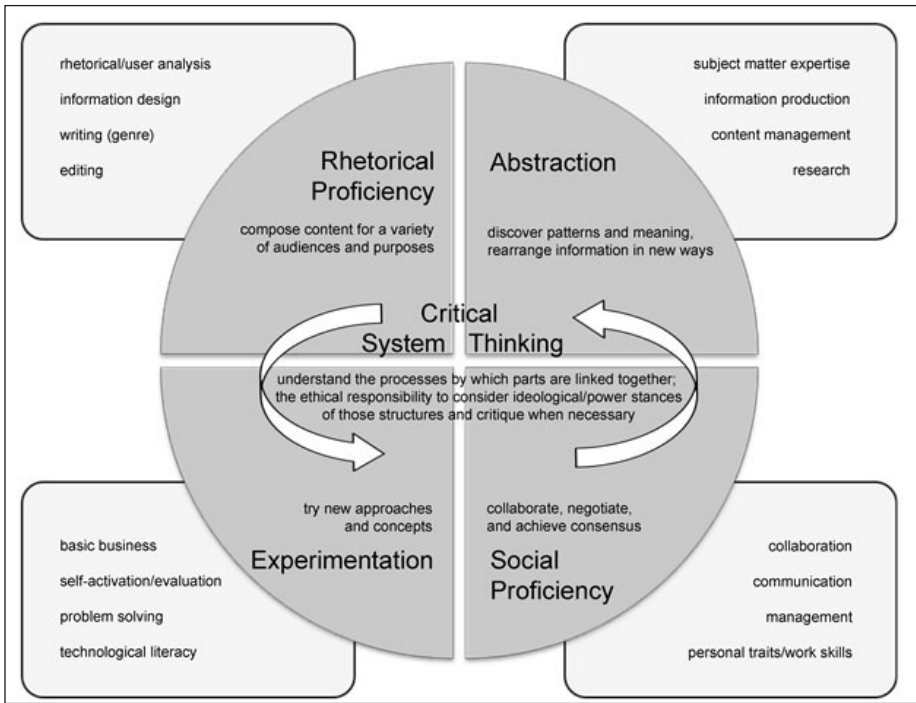 rhetorical/user analysis
information design
writing (genre)
editing
subject matter expertise
information production
content management
research
Rhetorical
Proficiency
compose content for a variety
of audiences and purposes
Abstraction
discover patterns and meaning,
rearrange information in new ways
Critical
System Thinking
understand the processes by which parts are linked together;
the ethical responsibility to consider ideological/power stances
of those structures and critique when necessary
try new approaches
and concepts
Experimentation
collaborate, negotiate,
and achieve consensus
Social
Proficiency
basic business
self-activation/evaluation
problem solving
technological literacy
collaboration
communication
management
personal traits/work skills